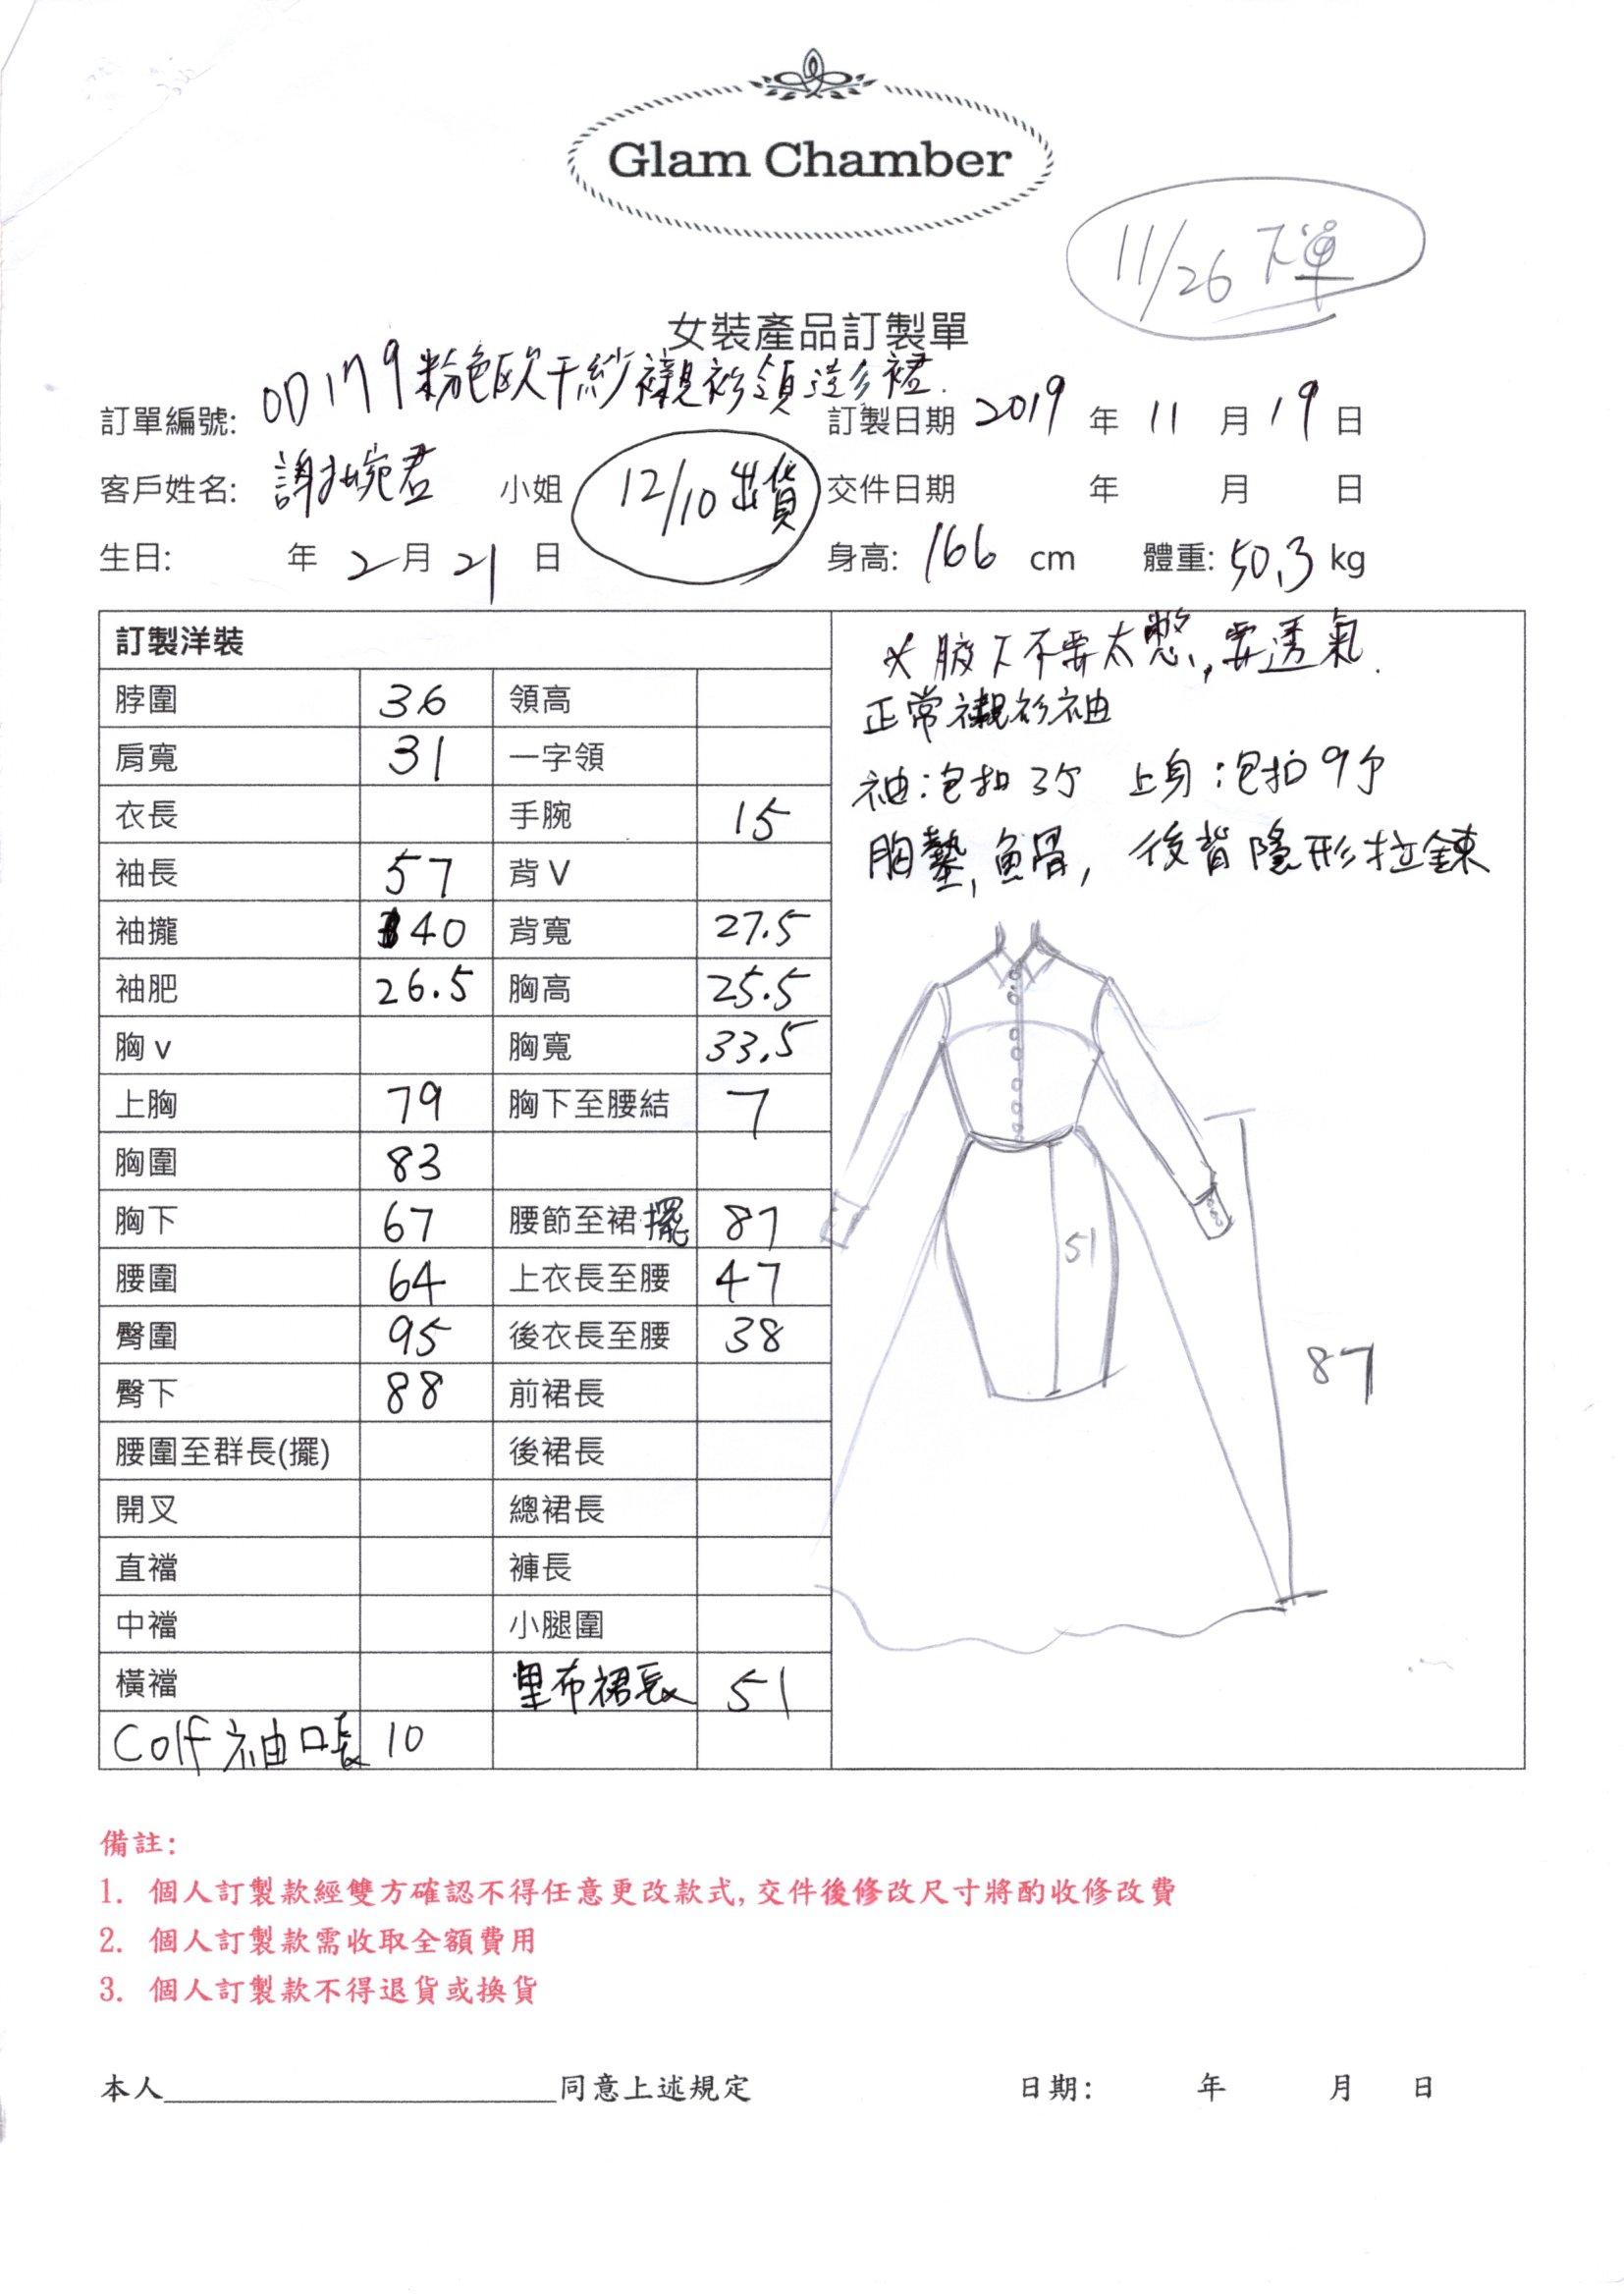 Glam Chamber
11/26 下單
女裝產品訂製單
訂單編號: OD179粉色歐干紗襯衫領澎裙. 訂製日期 2019 年 11 月 19 日
客戶姓名: 謝婉君 小姐 12/10出貨 交件日期 年 月 日
生日: 年 2 月 21 日 身高: 166 cm 體重: 50.3 kg
訂製洋裝
脖圍 36 領高
肩寬 31 一字領
衣長 手腕 15
袖長 57 背V
袖攏 40 背寬 27.5
袖肥 26.5 胸高 25.5
胸v 胸寬 33.5
上胸 79 胸下至腰結 7
胸圍 83
胸下 67 腰節至裙擺 87
腰圍 64 上衣長至腰 47
臀圍 95 後衣長至腰 38
臀下 88 前裙長
腰圍至群長(擺) 後裙長
開叉 總裙長
直襠 褲長
中襠 小腿圍
橫襠 里布裙長 51
Colf袖口長 10
*腋下不要太憋,要透氣.
正常襯衫袖
袖:包扣3个 上身:包扣9个
胸墊,魚骨,後背隱形拉鍊
51
87
備註:
1. 個人訂製款經雙方確認不得任意更改款式,交件後修改尺寸將酌收修改費
2. 個人訂製款需收取全額費用
3. 個人訂製款不得退貨或換貨
本人____________________同意上述規定 日期: 年 月 日